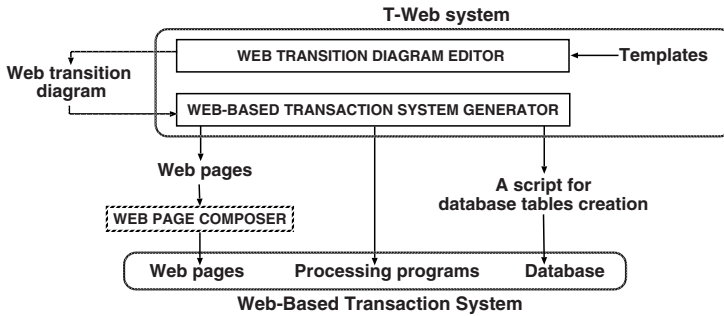 T-Web system
WEB TRANSITION DIAGRAM EDITOR
Templates
Web transition
diagram
WEB-BASED TRANSACTION SYSTEM GENERATOR
Web pages
A script for
database tables creation
WEB PAGE COMPOSER
Web pages
Processing programs
Database
Web-Based Transaction System